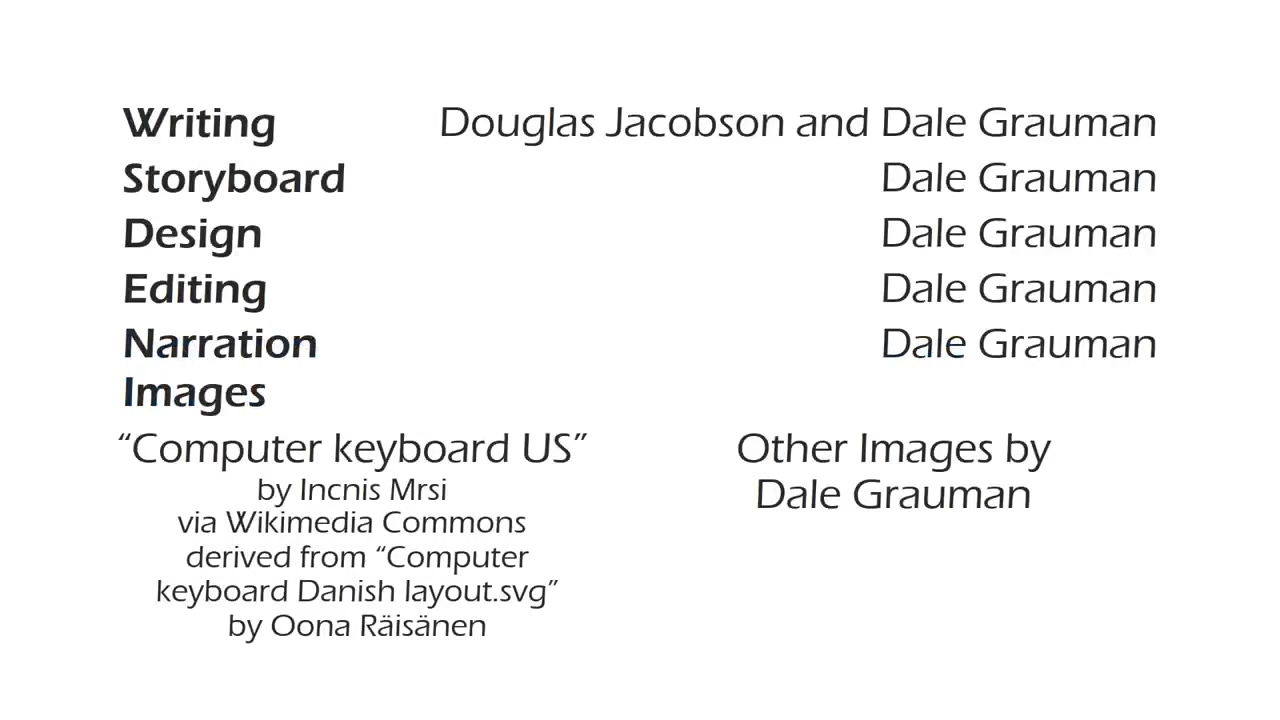 Writing Douglas Jacobson and Dale Grauman
Storyboard Dale Grauman
Design Dale Grauman
Editing Dale Grauman
Narration Dale Grauman
Images
“Computer keyboard US”
by Incnis Mrsi
via Wikimedia Commons
derived from “Computer
keyboard Danish layout.svg”
by Oona Räisänen
Other Images by
Dale Grauman